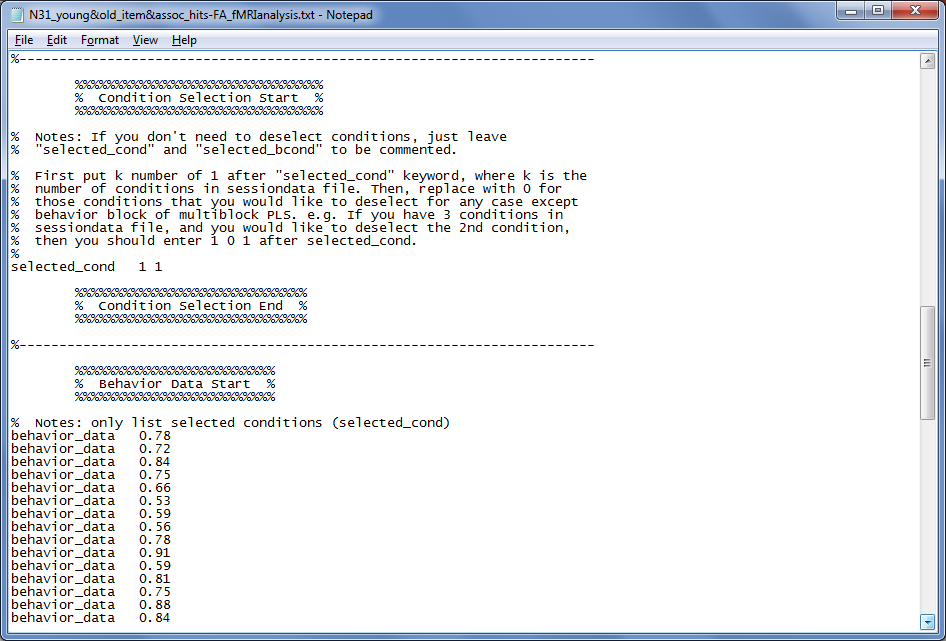 N31_young&old_item&assoc_hits-FA_fMRIanalysis.txt - Notepad
File Edit Format View Help
%------------------------------------------------------------------------
%%%%%%%%%%%%%%%%%%%%%%%%%%%%%%%
%  Condition Selection Start  %
%%%%%%%%%%%%%%%%%%%%%%%%%%%%%%%
%  Notes: If you don't need to deselect conditions, just leave
%  "selected_cond" and "selected_bcond" to be commented.
%  First put k number of 1 after "selected_cond" keyword, where k is the
%  number of conditions in sessiondata file. Then, replace with 0 for
%  those conditions that you would like to deselect for any case except
%  behavior block of multiblock PLS. e.g. If you have 3 conditions in
%  sessiondata file, and you would like to deselect the 2nd condition,
%  then you should enter 1 0 1 after selected_cond.
%
selected_cond   1 1
%%%%%%%%%%%%%%%%%%%%%%%%%%%%%
%  Condition Selection End  %
%%%%%%%%%%%%%%%%%%%%%%%%%%%%%
%------------------------------------------------------------------------
%%%%%%%%%%%%%%%%%%%%%%%%%
%  Behavior Data Start  %
%%%%%%%%%%%%%%%%%%%%%%%%%
%  Notes: only list selected conditions (selected_cond)
behavior_data   0.78
behavior_data   0.72
behavior_data   0.84
behavior_data   0.75
behavior_data   0.66
behavior_data   0.53
behavior_data   0.59
behavior_data   0.56
behavior_data   0.78
behavior_data   0.91
behavior_data   0.59
behavior_data   0.81
behavior_data   0.75
behavior_data   0.88
behavior_data   0.84